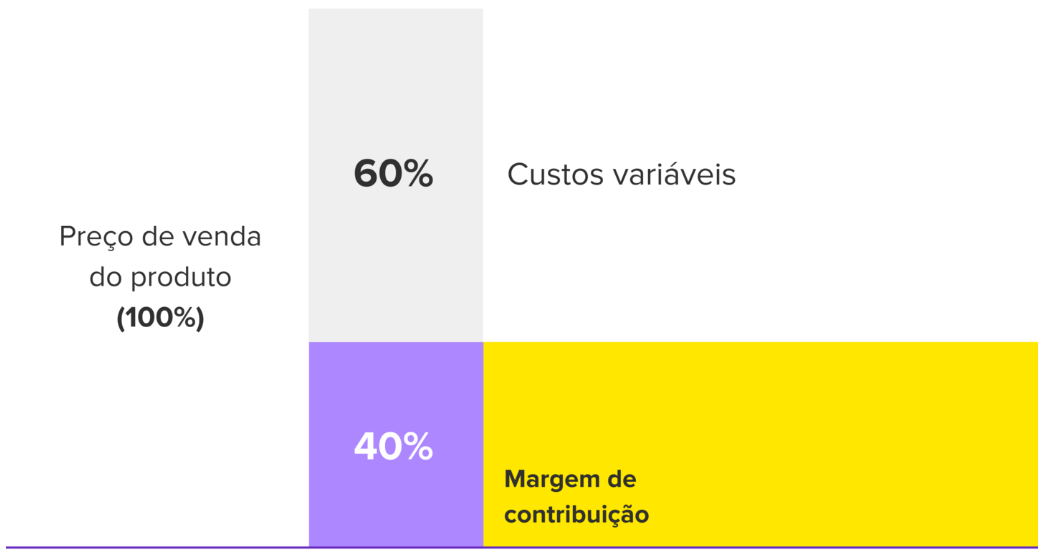 60%
Custos variáveis
Preço de venda
do produto
(100%)
40%
Margem de
contribuição